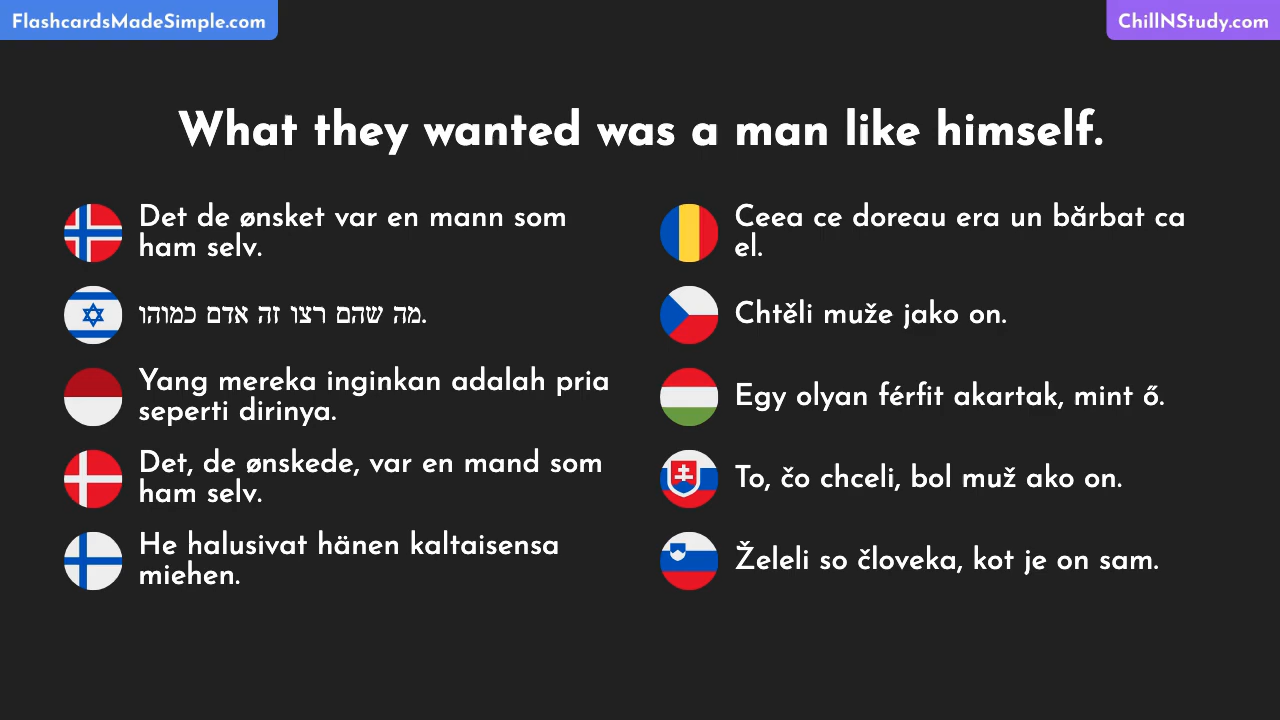 FlashcardsMadeSimple.com
ChillNStudy.com
What they wanted was a man like himself.
Det de ønsket var en mann som
ham selv.
מה שהם רצו זה אדם כמוהו.
Yang mereka inginkan adalah pria
seperti dirinya.
Det, de ønskede, var en mand som
ham selv.
He halusivat hänen kaltaisensa
miehen.
Ceea ce doreau era un bărbat ca
el.
Chtěli muže jako on.
Egy olyan férfit akartak, mint ő.
To, čo chceli, bol muž ako on.
Želeli so človeka, kot je on sam.